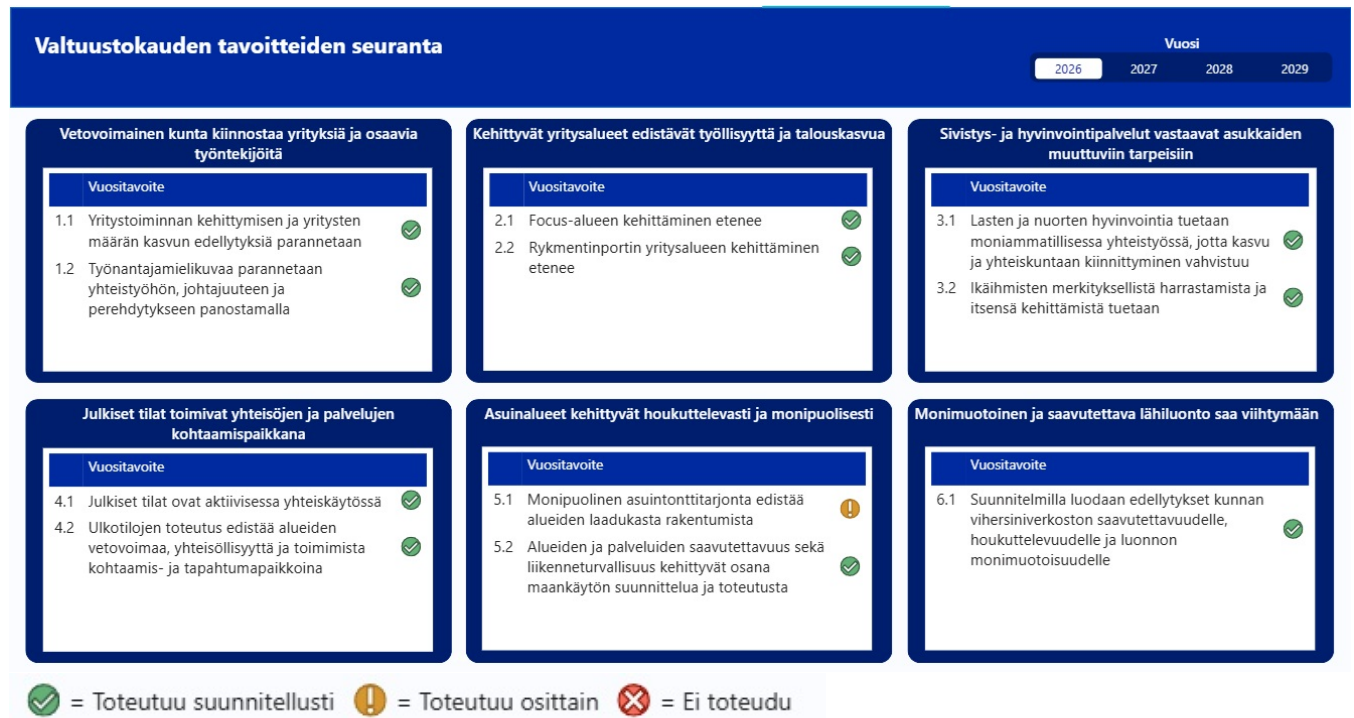 Valtuustokauden tavoitteiden seuranta
Vuosi
2026 2027 2028 2029
Vetovoimainen kunta kiinnostaa yrityksiä ja osaavia
työntekijöitä
Vuositavoite
1.1 Yritystoiminnan kehittymisen ja yritysten
määrän kasvun edellytyksiä parannetaan
1.2 Työnantajamielikuvaa parannetaan
yhteistyöhön, johtajuuteen ja
perehdytykseen panostamalla
Kehittyvät yritysalueet edistävät työllisyyttä ja talouskasvua
Vuositavoite
2.1 Focus-alueen kehittäminen etenee
2.2 Rykmentinportin yritysalueen kehittäminen
etenee
Sivistys- ja hyvinvointipalvelut vastaavat asukkaiden
muuttuviin tarpeisiin
Vuositavoite
3.1 Lasten ja nuorten hyvinvointia tuetaan
moniammatillisessa yhteistyössä, jotta kasvu
ja yhteiskuntaan kiinnittyminen vahvistuu
3.2 Ikäihmisten merkityksellistä harrastamista ja
itsensä kehittämistä tuetaan
Julkiset tilat toimivat yhteisöjen ja palvelujen
kohtaamispaikkana
Vuositavoite
4.1 Julkiset tilat ovat aktiivisessa yhteiskäytössä
4.2 Ulkotilojen toteutus edistää alueiden
vetovoimaa, yhteisöllisyyttä ja toimimista
kohtaamis- ja tapahtumapaikkoina
Asuinalueet kehittyvät houkuttelevasti ja monipuolisesti
Vuositavoite
5.1 Monipuolinen asuintonttitarjonta edistää
alueiden laadukasta rakentumista
5.2 Alueiden ja palveluiden saavutettavuus sekä
liikenneturvallisuus kehittyvät osana
maankäytön suunnittelua ja toteutusta
Monimuotoinen ja saavutettava lähiluonto saa viihtymään
Vuositavoite
6.1 Suunnitelmilla luodaan edellytykset kunnan
vihersiniverkoston saavutettavuudelle,
houkuttelevuudelle ja luonnon
monimuotoisuudelle
= Toteutuu suunnitellusti = Toteutuu osittain = Ei toteudu